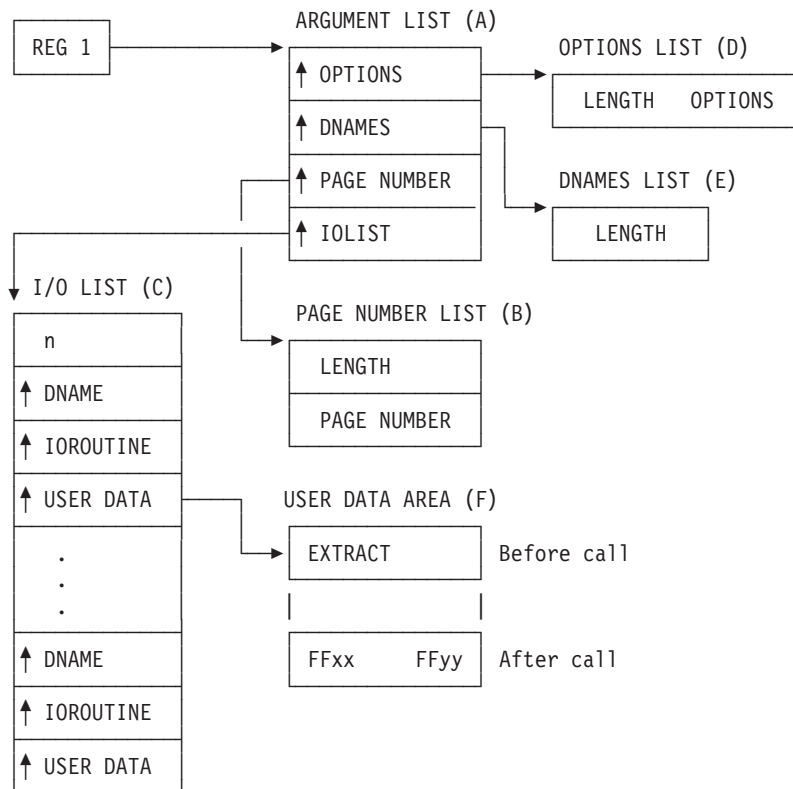 ARGUMENT LIST (A)
REG 1
OPTIONS
DNAMES
PAGE NUMBER
IOLIST
OPTIONS LIST (D)
LENGTH OPTIONS
DNAMES LIST (E)
LENGTH
I/O LIST (C)
n
DNAME
IOROUTINE
USER DATA
.
.
.
DNAME
IOROUTINE
USER DATA
PAGE NUMBER LIST (B)
LENGTH
PAGE NUMBER
USER DATA AREA (F)
EXTRACT Before call
FFxx FFyy After call